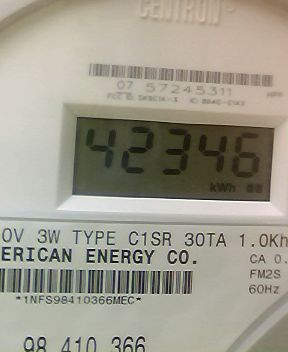 CENTRON
07 57245311
42346
kWh
0V 3W TYPE C1SR 30TA 1.0Kh
ERICAN ENERGY CO.
CA 0.
FM2S
60Hz
*1NFS98410366MEC*
98 410 366